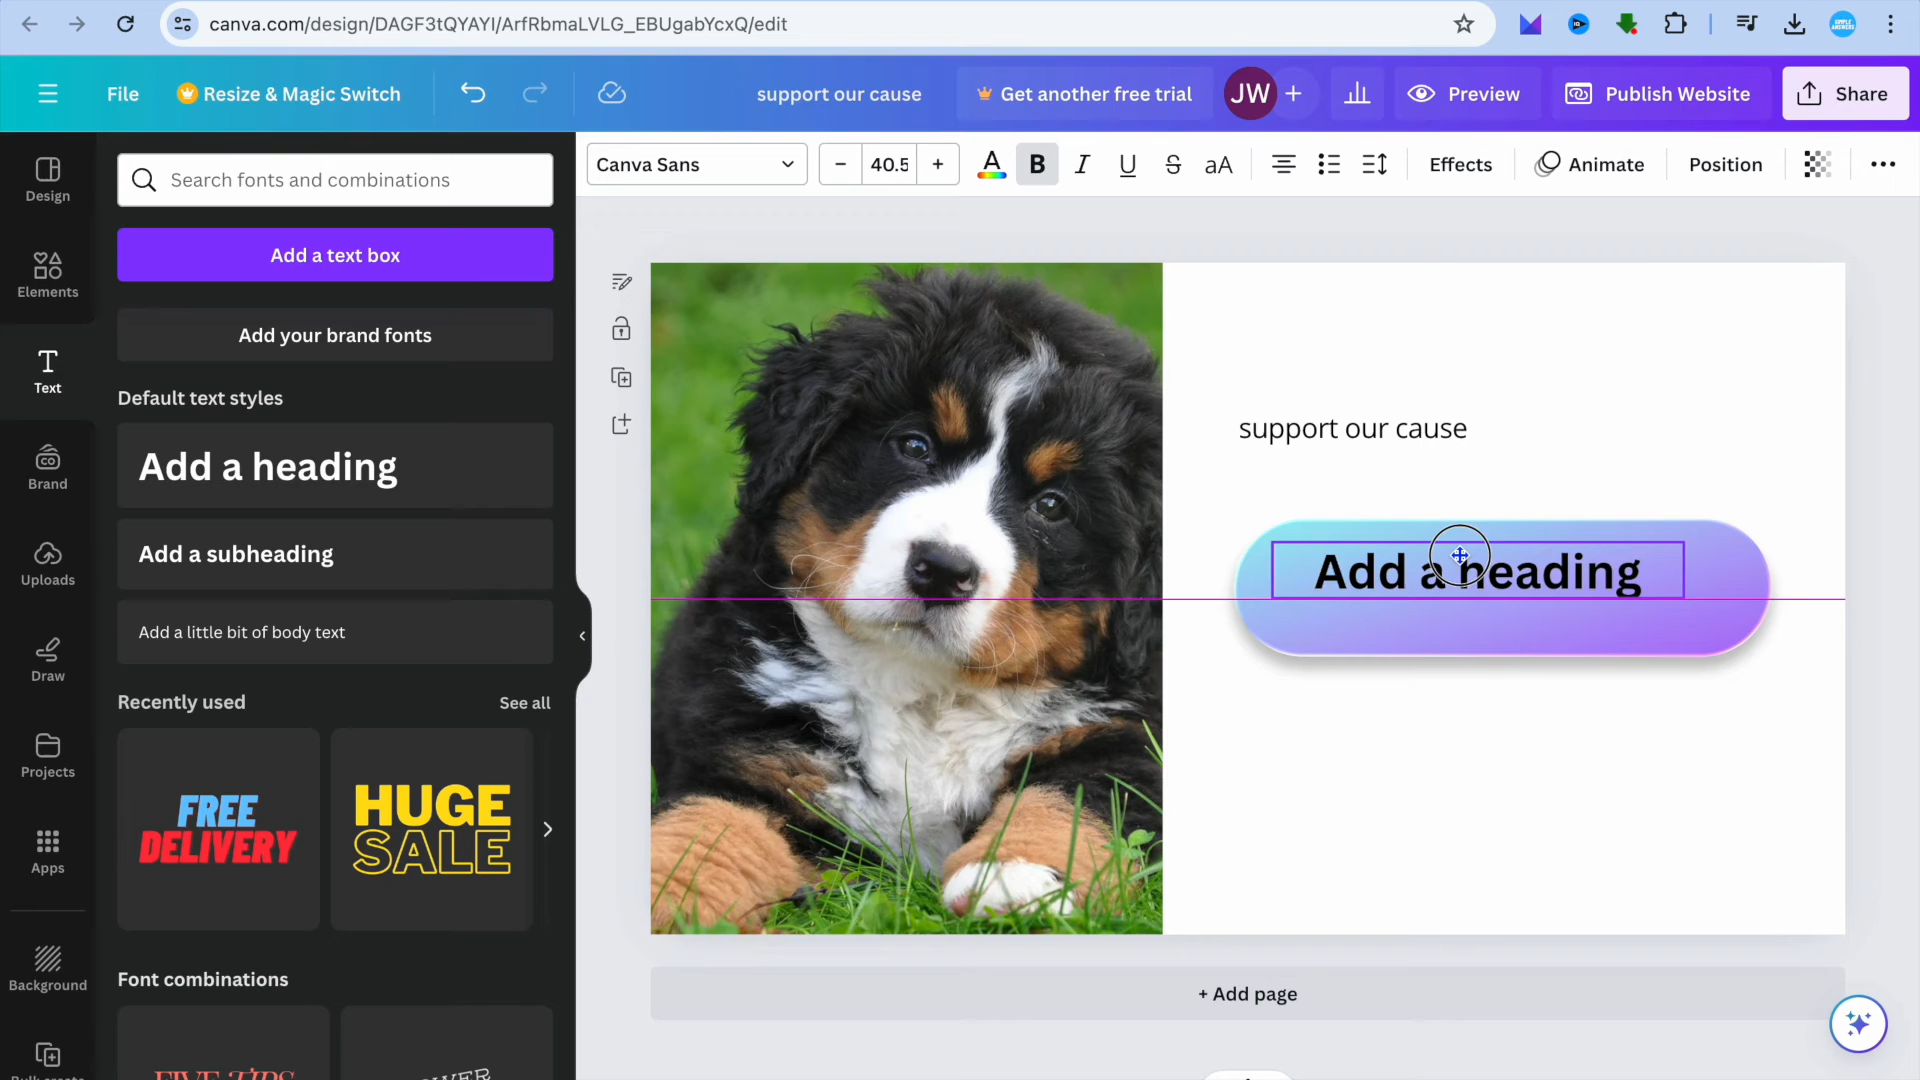 canva.com/design/DAGF3tQYAYI/ArfRbmaLVLG_EBUgabYcxQ/edit
File
Resize & Magic Switch
support our cause
Get another free trial
JW
Preview
Publish Website
Share
Canva Sans
40.5
A
B
I
U
S
aA
Effects
Animate
Position
Design
Elements
Text
Brand
Uploads
Draw
Projects
Apps
Background
Search fonts and combinations
Add a text box
Add your brand fonts
Default text styles
Add a heading
Add a subheading
Add a little bit of body text
Recently used
See all
FREE
DELIVERY
HUGE
SALE
Font combinations
support our cause
Add a heading
+ Add page